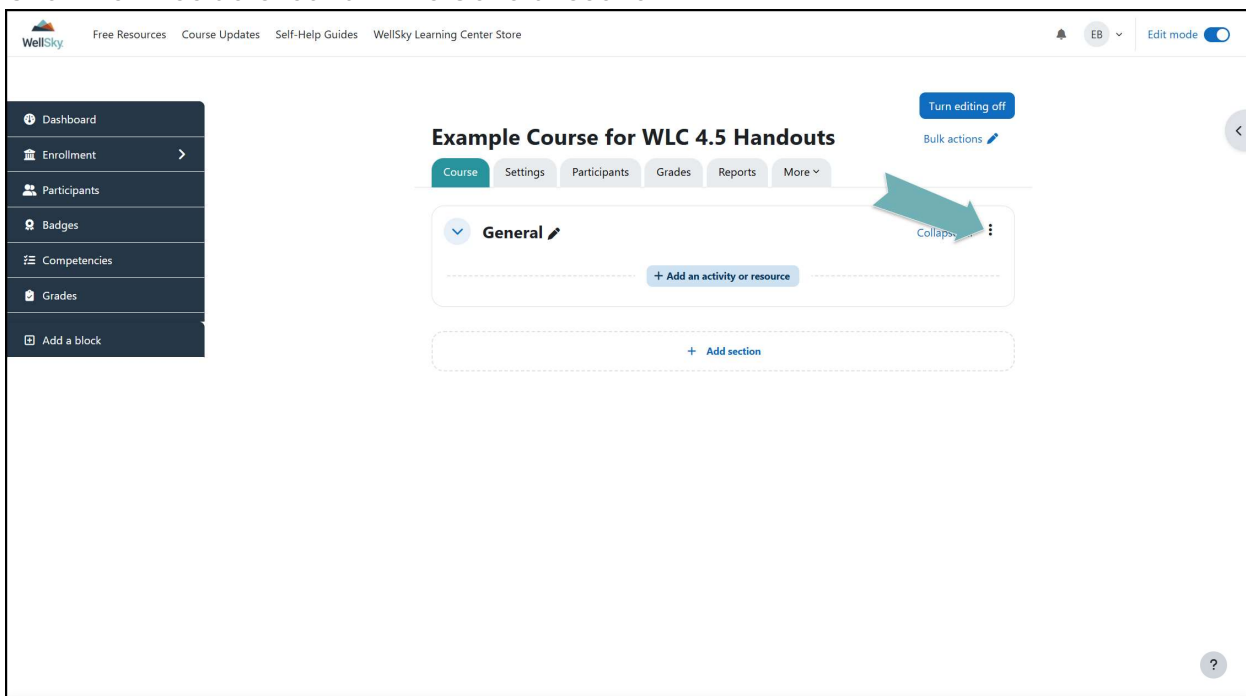 WellSky
Free Resources Course Updates Self-Help Guides WellSky Learning Center Store
EB
Edit mode
Dashboard
Enrollment
Participants
Badges
Competencies
Grades
Add a block
Turn editing off
Example Course for WLC 4.5 Handouts
Bulk actions
Course Settings Participants Grades Reports More
General
+ Add an activity or resource
+ Add section
?